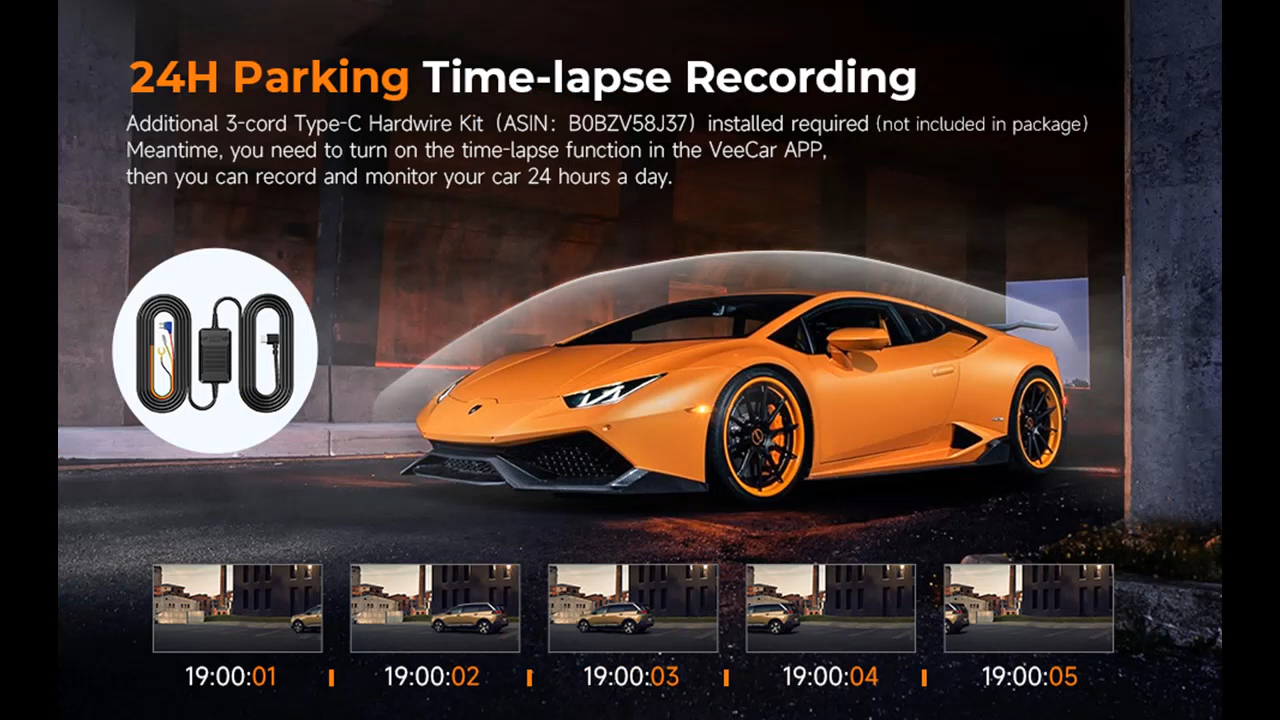 24H Parking Time-lapse Recording
Additional 3-cord Type-C Hardwire Kit (ASIN: B0BZV58J37) installed required (not included in package)
Meantime, you need to turn on the time-lapse function in the VeeCar APP,
then you can record and monitor your car 24 hours a day.
19:00:01 19:00:02 19:00:03 19:00:04 19:00:05